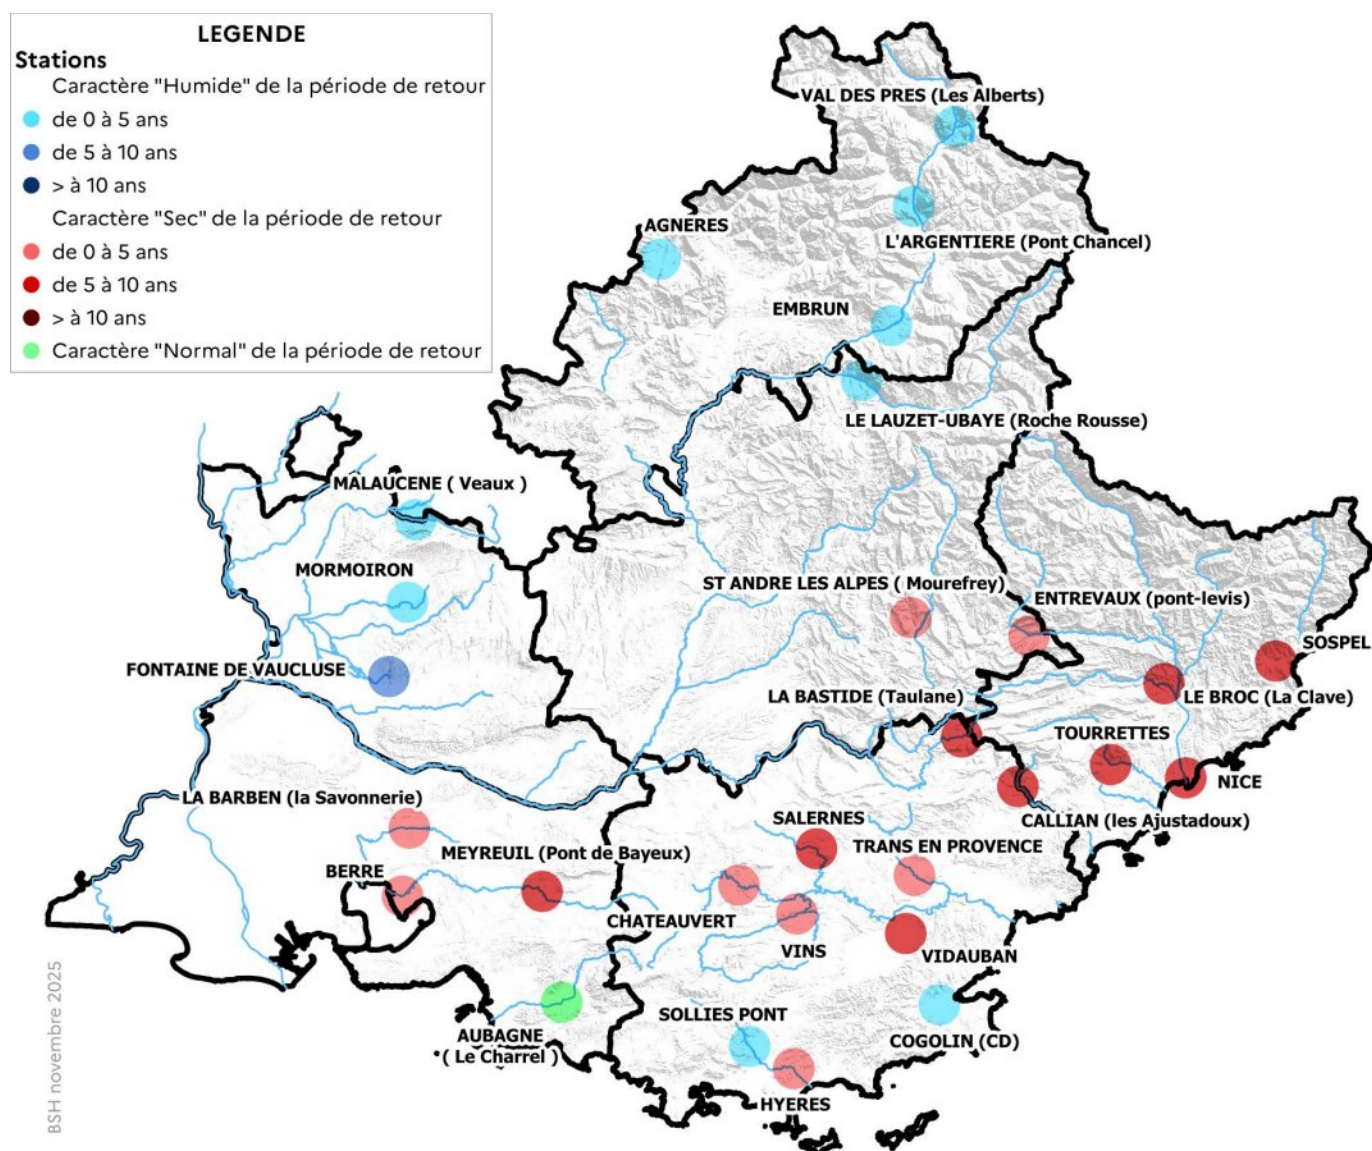 LEGENDE
Stations
Caractère "Humide" de la période de retour
de 0 à 5 ans
de 5 à 10 ans
> à 10 ans
Caractère "Sec" de la période de retour
de 0 à 5 ans
de 5 à 10 ans
> à 10 ans
Caractère "Normal" de la période de retour
VAL DES PRES (Les Alberts)
AGNERES
L'ARGENTIERE (Pont Chancel)
EMBRUN
LE LAUZET-UBAYE (Roche Rousse)
MALAUCENE ( Veaux )
MORMOIRON
ST ANDRE LES ALPES ( Mourefrey)
ENTREVAUX (pont-levis)
SOSPEL
FONTAINE DE VAUCLUSE
LA BASTIDE (Taulane)
LE BROC (La Clave)
TOURRETTES
NICE
LA BARBEN (la Savonnerie)
CALLIAN (les Ajustadoux)
SALERNES
TRANS EN PROVENCE
MEYREUIL (Pont de Bayeux)
BERRE
CHATEAUVERT
VINS
VIDAUBAN
SOLLIES PONT
AUBAGNE
( Le Charrel )
COGOLIN (CD)
HYERES
BSH novembre 2025